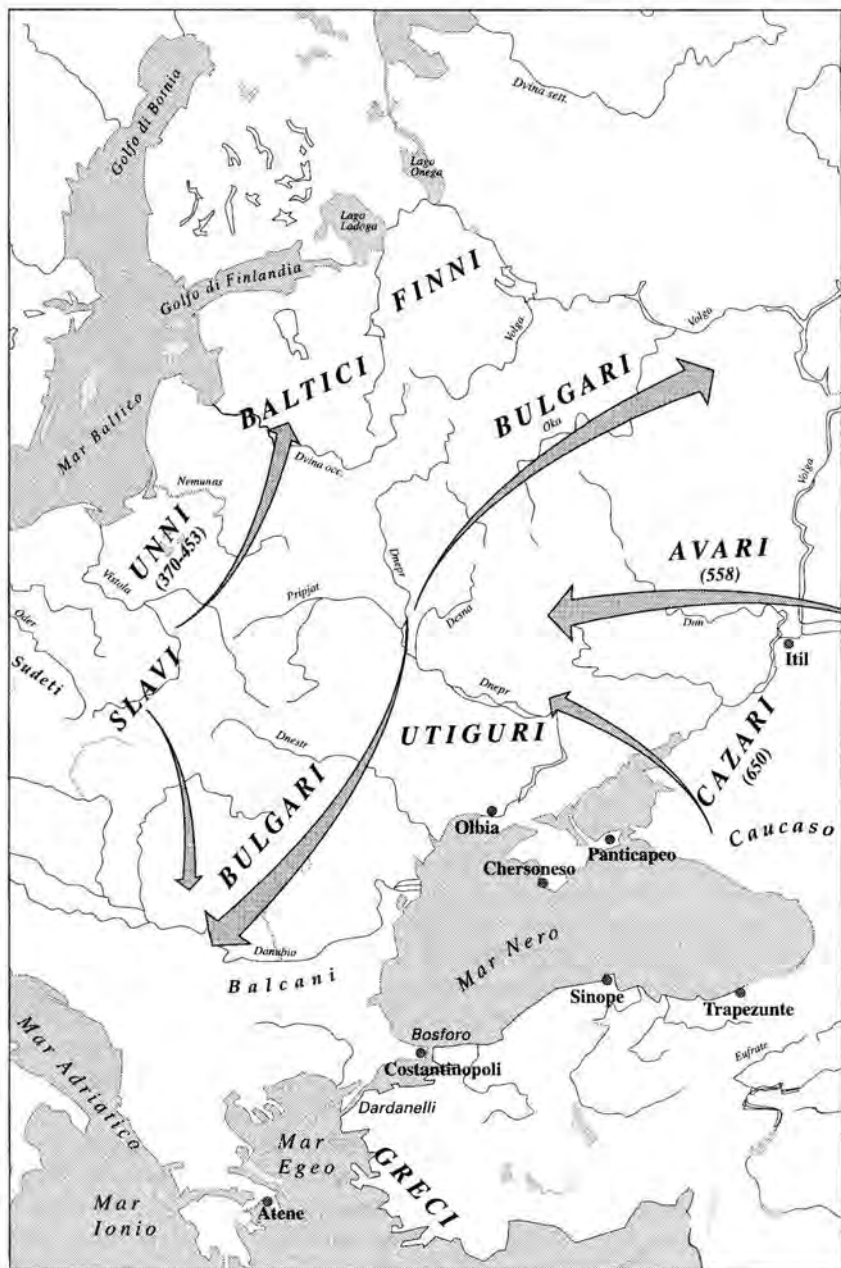 Golfo di Botnia
Dvina sett.
Lago
Onega
Lago
Ladoga
Golfo di Finlandia
FINNI
Volga
Volga
BALTICI
BULGARI
Oka
Mar Baltico
Dvina occ.
Volga
Nemunas
UNNI
(370-453)
AVARI
(558)
Vistola
Dnepr
Pripjat
Desna
Oder
Don
Sudeti
Itil
SLAVI
Dnepr
Dnestr
UTIGURI
CAZARI
(650)
BULGARI
Olbia
Caucaso
Panticapeo
Chersoneso
Mar Nero
Danubio
Balcani
Sinope
Trapezunte
Mar Adriatico
Bosforo
Eufrate
Costantinopoli
Dardanelli
Mar
Egeo
GRECI
Mar
Ionio
Atene